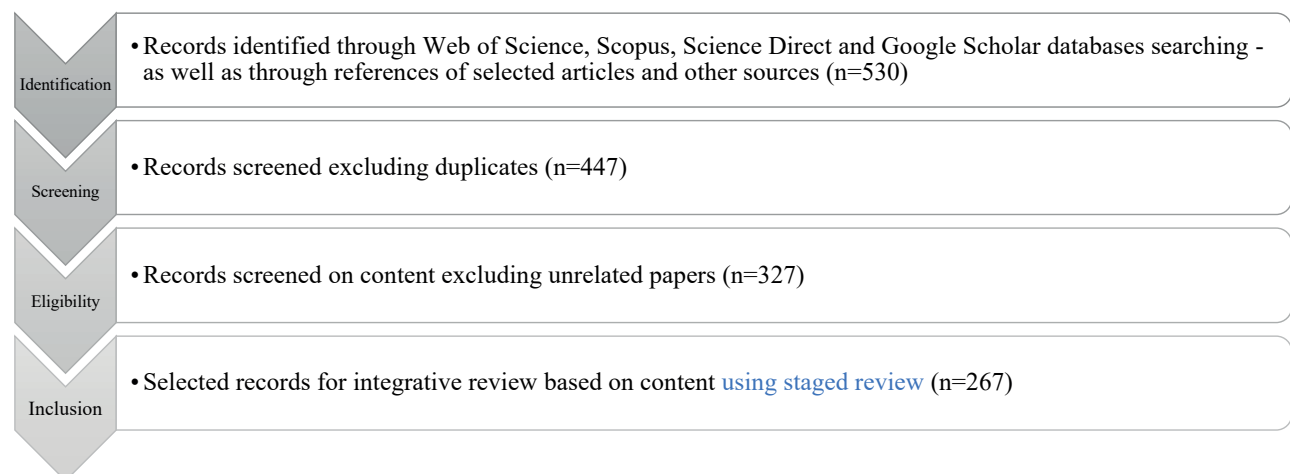 Identification
• Records identified through Web of Science, Scopus, Science Direct and Google Scholar databases searching -
as well as through references of selected articles and other sources (n=530)
Screening
• Records screened excluding duplicates (n=447)
Eligibility
• Records screened on content excluding unrelated papers (n=327)
Inclusion
• Selected records for integrative review based on content using staged review (n=267)